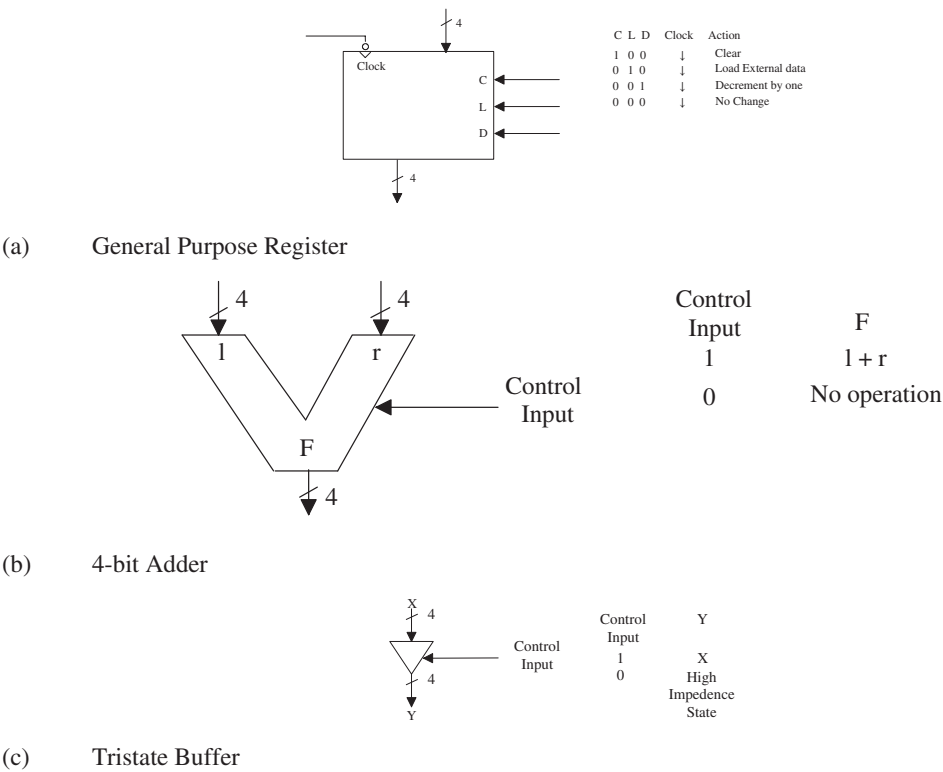 4
Clock
C
L
D
4
C L D Clock Action
1 0 0 ↓ Clear
0 1 0 ↓ Load External data
0 0 1 ↓ Decrement by one
0 0 0 ↓ No Change
(a) General Purpose Register
4 4
l r
F
4
Control
Input
Control
Input F
1 l + r
0 No operation
(b) 4-bit Adder
X
4
4
Y
Control
Input
Control Y
Input
1 X
0 High
Impedence
State
(c) Tristate Buffer